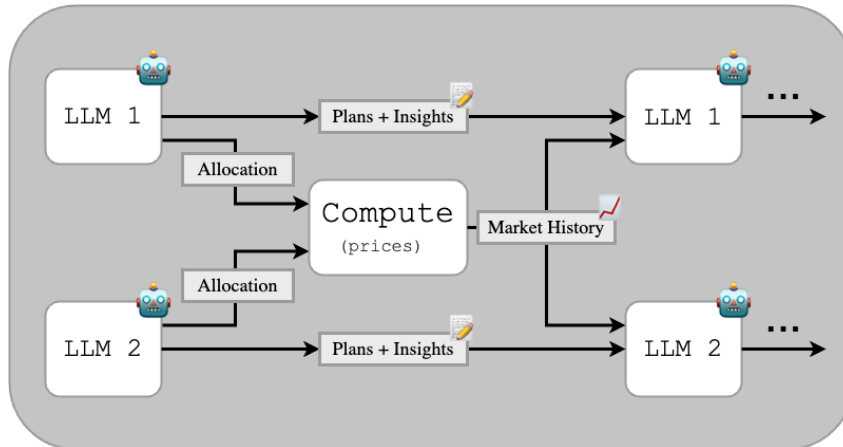 LLM 1
Plans + Insights
LLM 1
...
Allocation
Compute
(prices)
Market History
Allocation
LLM 2
Plans + Insights
LLM 2
...